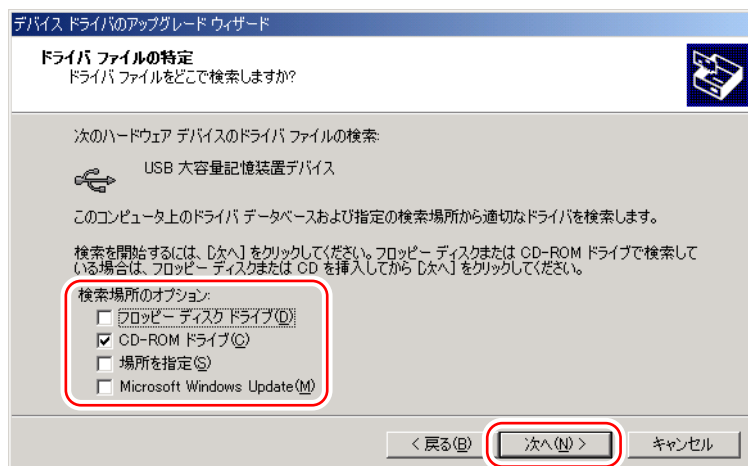 デバイス ドライバのアップグレード ウィザード
ドライバ ファイルの特定
ドライバ ファイルをどこで検索しますか?
次のハードウェア デバイスのドライバ ファイルの検索:
USB 大容量記憶装置デバイス
このコンピュータ上のドライバ データベースおよび指定の検索場所から適切なドライバを検索します。
検索を開始するには、[次へ] をクリックしてください。フロッピー ディスクまたは CD-ROM ドライブで検索して
いる場合は、フロッピー ディスクまたは CD を挿入してから [次へ] をクリックしてください。
検索場所のオプション:
フロッピー ディスク ドライブ(D)
CD-ROM ドライブ(C)
場所を指定(S)
Microsoft Windows Update(M)
< 戻る(B) 次へ(N) > キャンセル